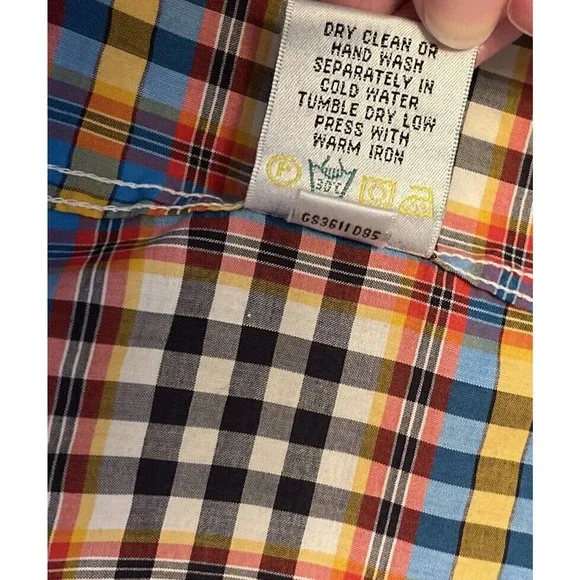 DRY CLEAN OR
HAND WASH
SEPARATELY IN
COLD WATER
TUMBLE DRY LOW
PRESS WITH
WARM IRON
P 30°C
GS3611D95